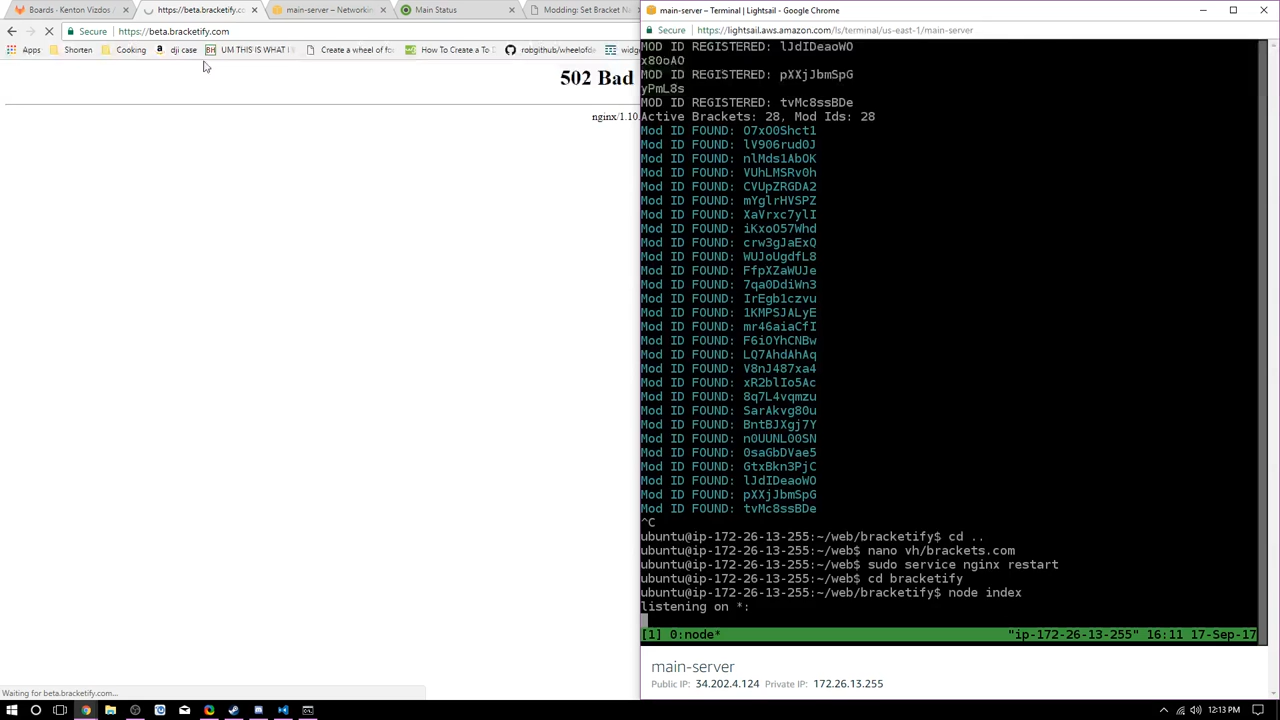 Boards - Kenton Vizdos
https://beta.bracketify.c
main-server – Networkin
Main Status
Modding: Set Bracket N
Secure
https://beta.bracketify.com
Apps
Shorten
Amazon
dji care
UM THIS IS WHAT I
Create a wheel of for
How To Create a To D
robgithub/wheelofde
widg
502 Bad
nginx/1.10.
main-server – Terminal | Lightsail - Google Chrome
Secure
https://lightsail.aws.amazon.com/ls/terminal/us-east-1/main-server
MOD ID REGISTERED: lJdIDeaoWO
x80oAO
MOD ID REGISTERED: pXXjJbmSpG
yPmL8s
MOD ID REGISTERED: tvMc8ssBDe
Active Brackets: 28, Mod Ids: 28
Mod ID FOUND: O7xO0Shct1
Mod ID FOUND: lV906rud0J
Mod ID FOUND: nlMds1AbOK
Mod ID FOUND: VUhLMSRv0h
Mod ID FOUND: CVUpZRGDA2
Mod ID FOUND: mYglrHVSPZ
Mod ID FOUND: XaVrxc7ylI
Mod ID FOUND: iKxoO57Whd
Mod ID FOUND: crw3gJaExQ
Mod ID FOUND: WUJoUgdfL8
Mod ID FOUND: FfpXZaWUJe
Mod ID FOUND: 7qa0DdiWn3
Mod ID FOUND: IrEgb1czvu
Mod ID FOUND: 1KMPSJALyE
Mod ID FOUND: mr46aiaCfI
Mod ID FOUND: F6iOYhCNBw
Mod ID FOUND: LQ7AhdAhAq
Mod ID FOUND: V8nJ487xa4
Mod ID FOUND: xR2blIo5Ac
Mod ID FOUND: 8q7L4vqmzu
Mod ID FOUND: SarAkvg80u
Mod ID FOUND: BntBJXgj7Y
Mod ID FOUND: n0UUNL00SN
Mod ID FOUND: 0saGbDVae5
Mod ID FOUND: GtxBkn3PjC
Mod ID FOUND: lJdIDeaoWO
Mod ID FOUND: pXXjJbmSpG
Mod ID FOUND: tvMc8ssBDe
^C
ubuntu@ip-172-26-13-255:~/web/bracketify$ cd ..
ubuntu@ip-172-26-13-255:~/web$ nano vh/brackets.com
ubuntu@ip-172-26-13-255:~/web$ sudo service nginx restart
ubuntu@ip-172-26-13-255:~/web$ cd bracketify
ubuntu@ip-172-26-13-255:~/web/bracketify$ node index
listening on *:
[1] 0:node*
"ip-172-26-13-255" 16:11 17-Sep-17
main-server
Public IP: 34.202.4.124 Private IP: 172.26.13.255
Waiting for beta.bracketify.com...
12:13 PM